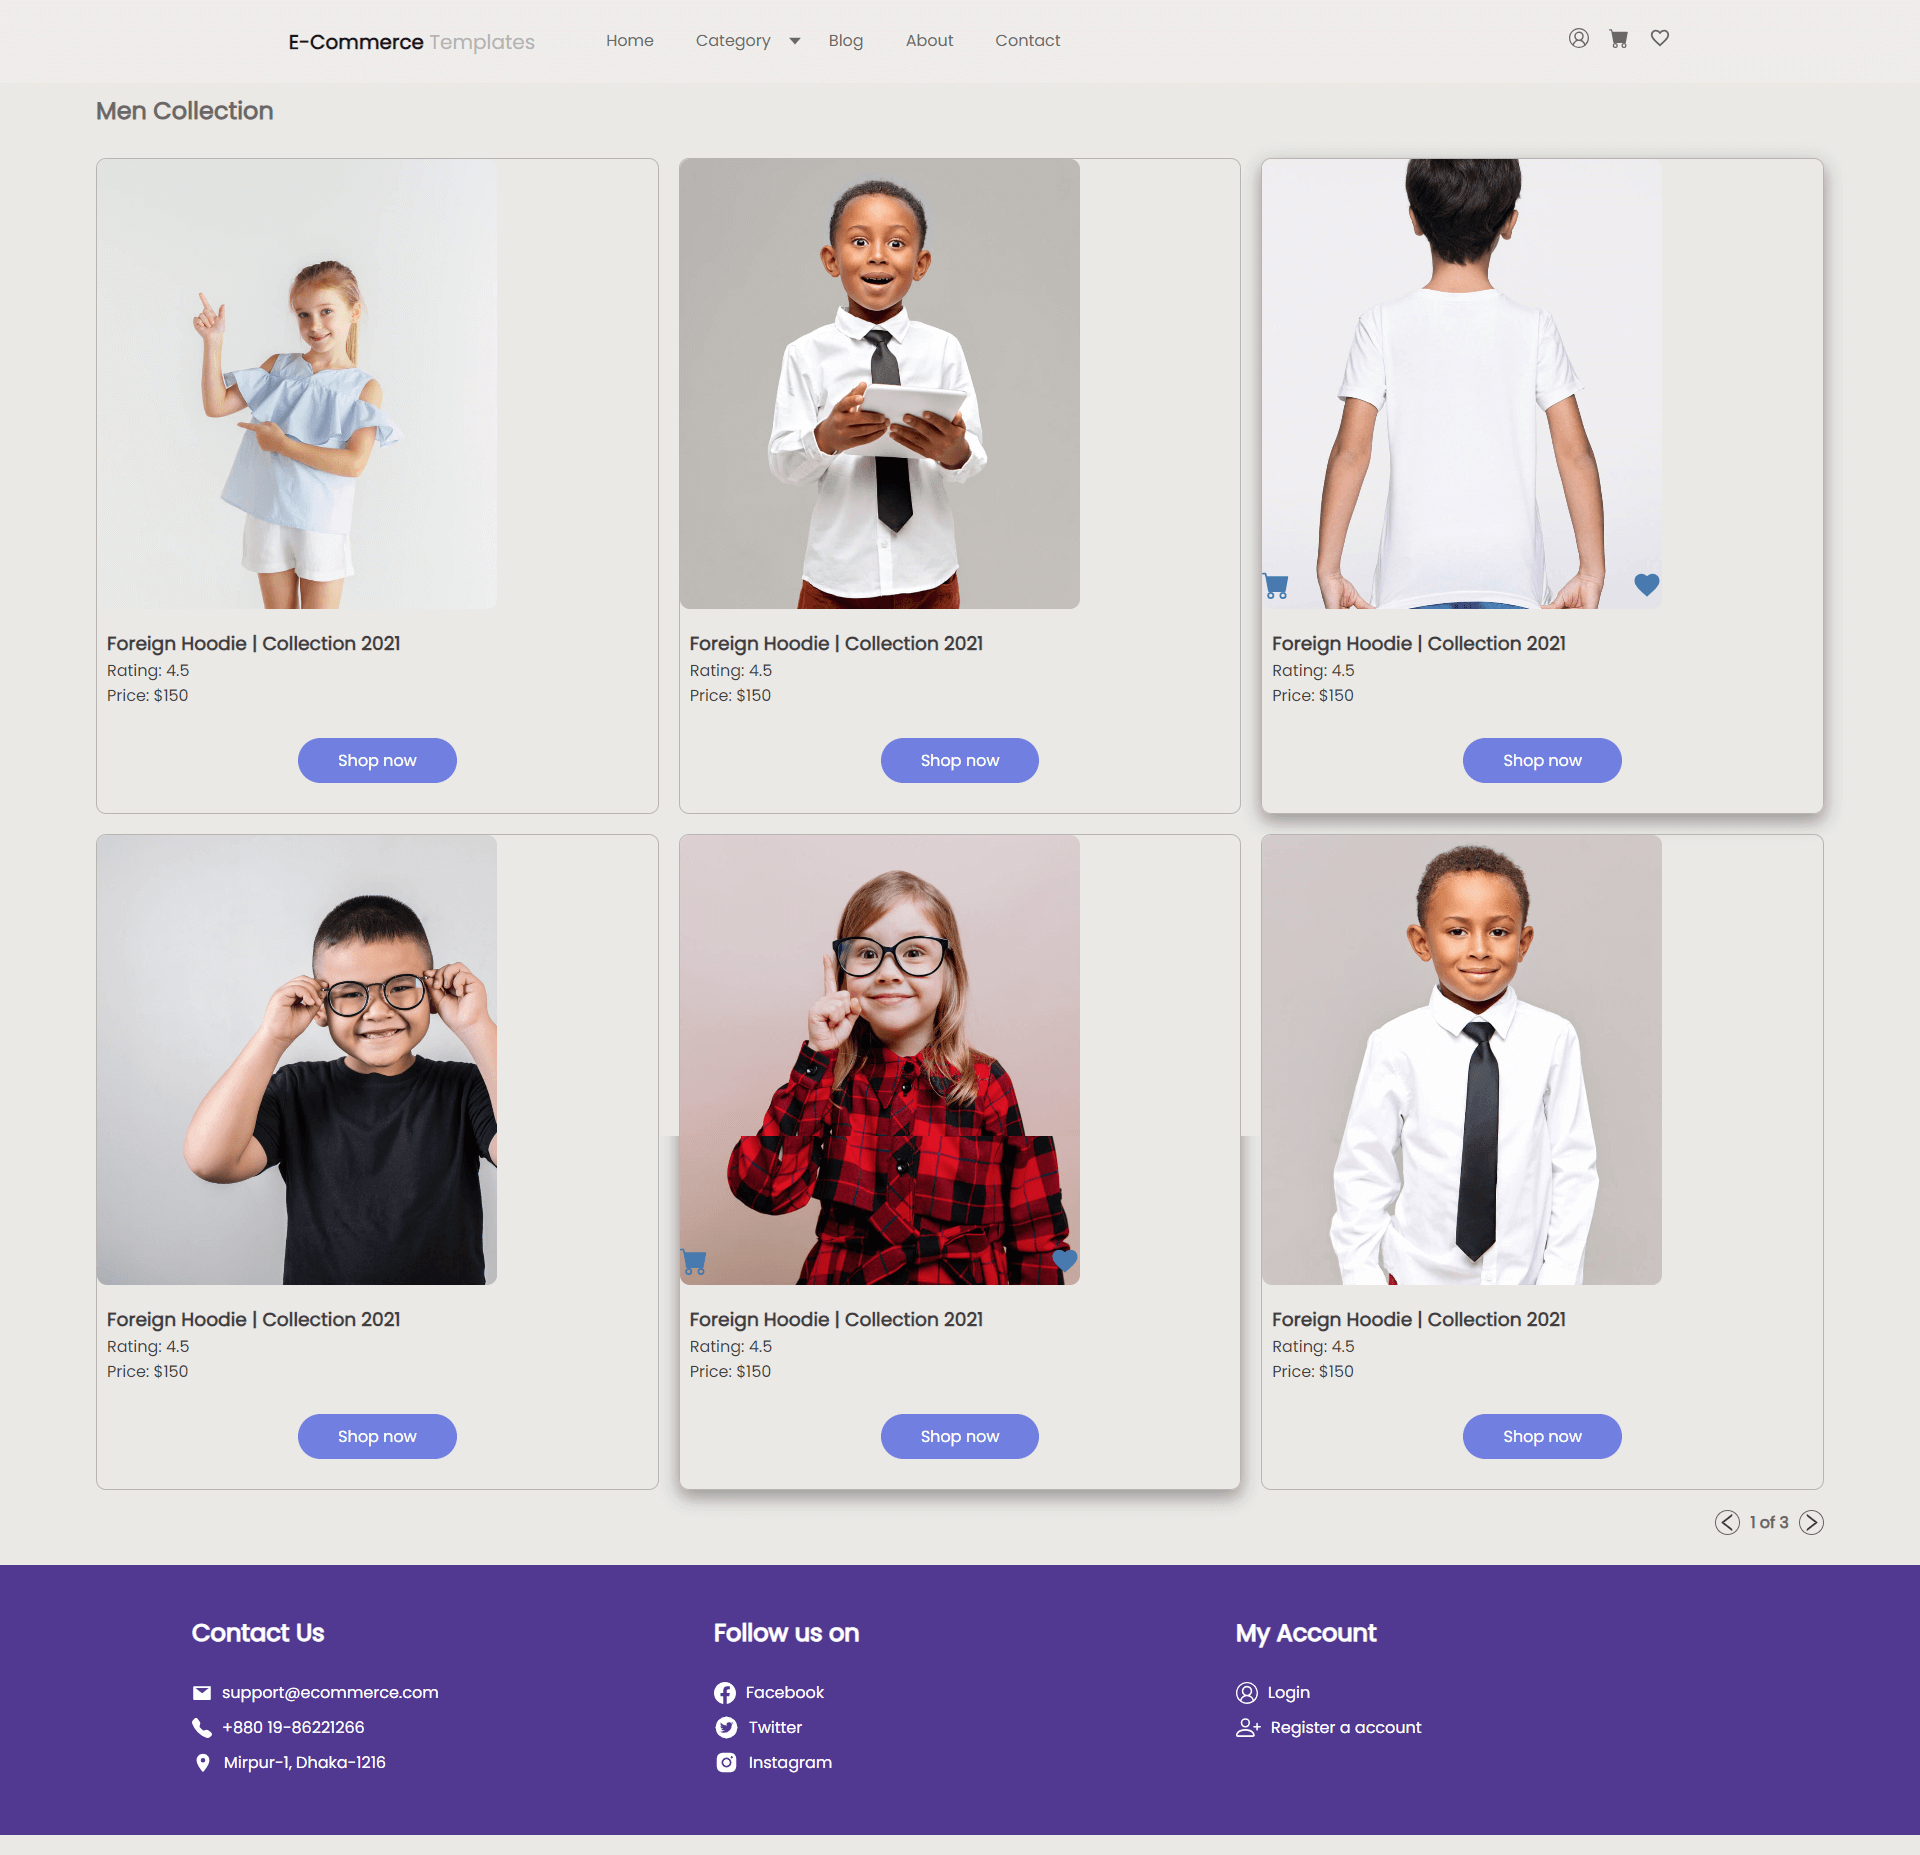 E-Commerce Templates
Home
Category
Blog
About
Contact
Men Collection
Foreign Hoodie | Collection 2021
Rating: 4.5
Price: $150
Shop now
Foreign Hoodie | Collection 2021
Rating: 4.5
Price: $150
Shop now
Foreign Hoodie | Collection 2021
Rating: 4.5
Price: $150
Shop now
Foreign Hoodie | Collection 2021
Rating: 4.5
Price: $150
Shop now
Foreign Hoodie | Collection 2021
Rating: 4.5
Price: $150
Shop now
Foreign Hoodie | Collection 2021
Rating: 4.5
Price: $150
Shop now
1 of 3
Contact Us
support@ecommerce.com
+880 19-86221266
Mirpur-1, Dhaka-1216
Follow us on
Facebook
Twitter
Instagram
My Account
Login
Register a account